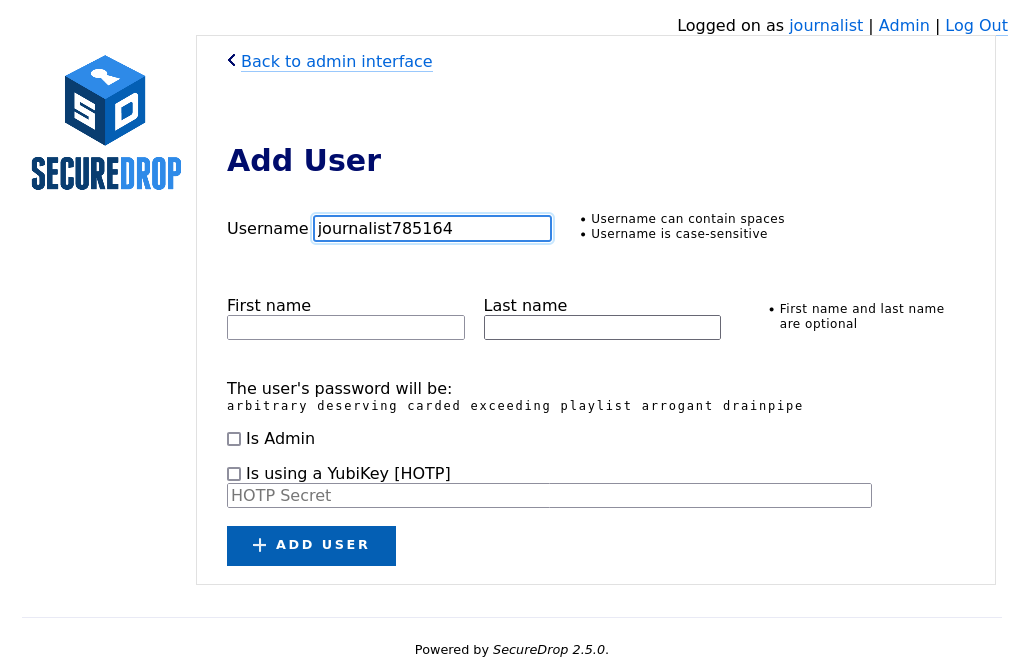 Logged on as journalist | Admin | Log Out
Back to admin interface
SECUREDROP
Add User
Username journalist785164
• Username can contain spaces
• Username is case-sensitive
First name Last name
• First name and last name
are optional
The user's password will be:
arbitrary deserving carded exceeding playlist arrogant drainpipe
Is Admin
Is using a YubiKey [HOTP]
HOTP Secret
+ ADD USER
Powered by SecureDrop 2.5.0.